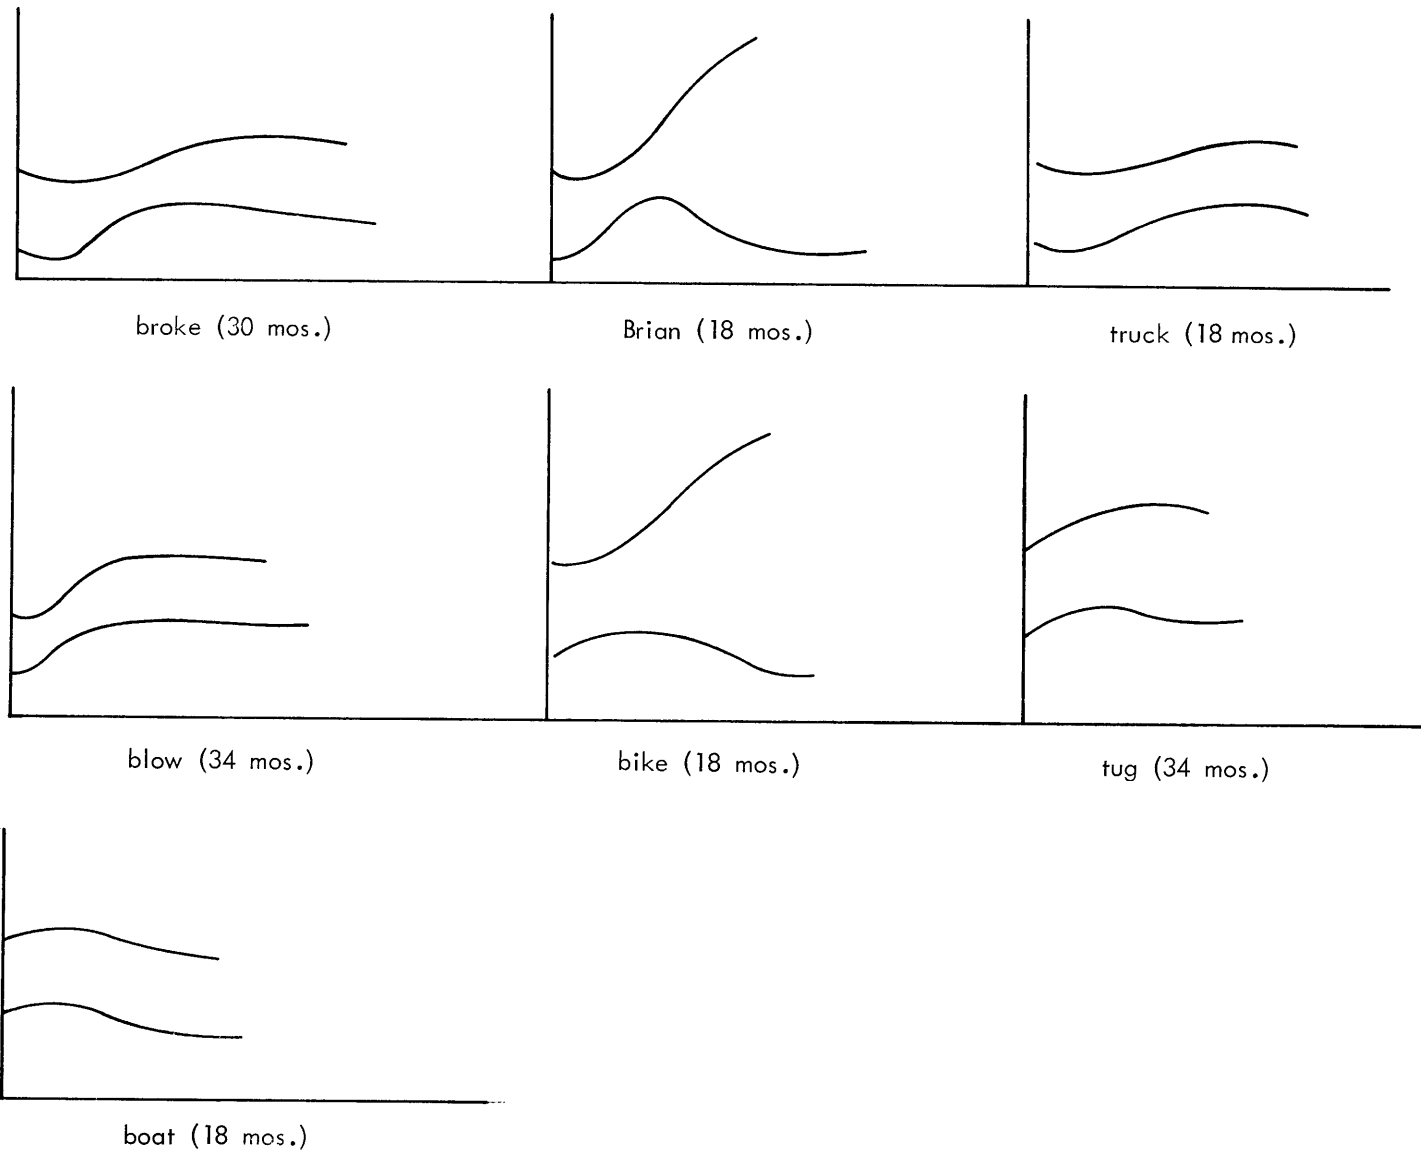 broke (30 mos.)
Brian (18 mos.)
truck (18 mos.)
blow (34 mos.)
bike (18 mos.)
tug (34 mos.)
boat (18 mos.)